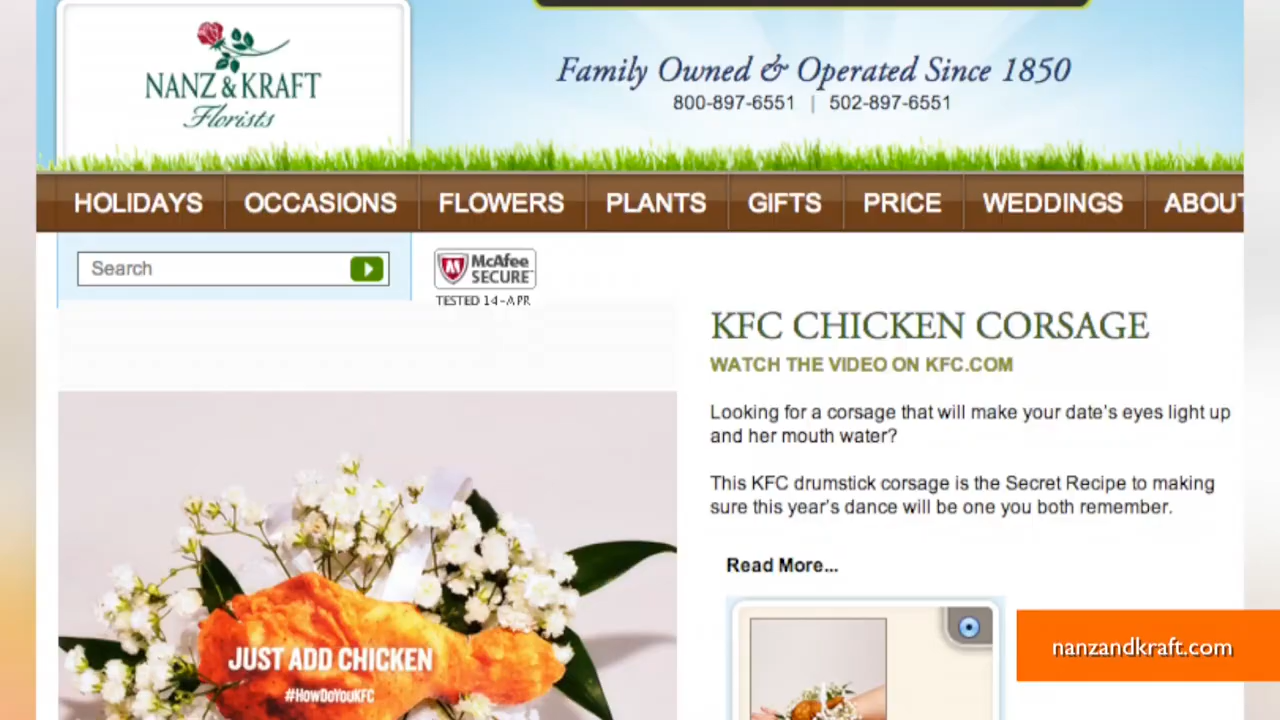 NANZ & KRAFT
Florists
Family Owned & Operated Since 1850
800-897-6551 | 502-897-6551
HOLIDAYS OCCASIONS FLOWERS PLANTS GIFTS PRICE WEDDINGS ABOUT
Search
McAfee
SECURE
TESTED 14-APR
KFC CHICKEN CORSAGE
WATCH THE VIDEO ON KFC.COM
Looking for a corsage that will make your date's eyes light up
and her mouth water?
This KFC drumstick corsage is the Secret Recipe to making
sure this year's dance will be one you both remember.
Read More...
JUST ADD CHICKEN
#HowDoYouKFC
nanzandkraft.com